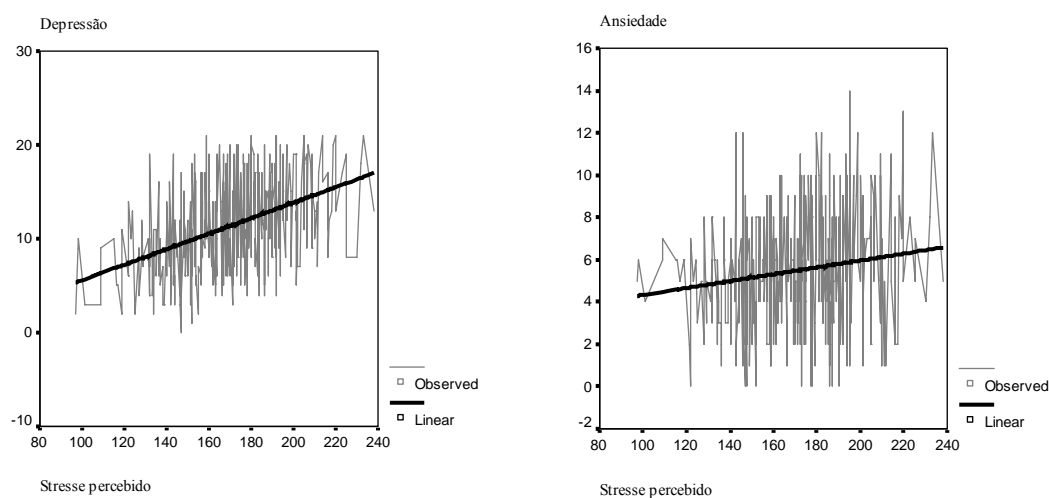 Depressão
30
20
10
0
-10
80 100 120 140 160 180 200 220 240
Stresse percebido
Observed
Linear
Ansiedade
16
14
12
10
8
6
4
2
0
-2
80 100 120 140 160 180 200 220 240
Stresse percebido
Observed
Linear